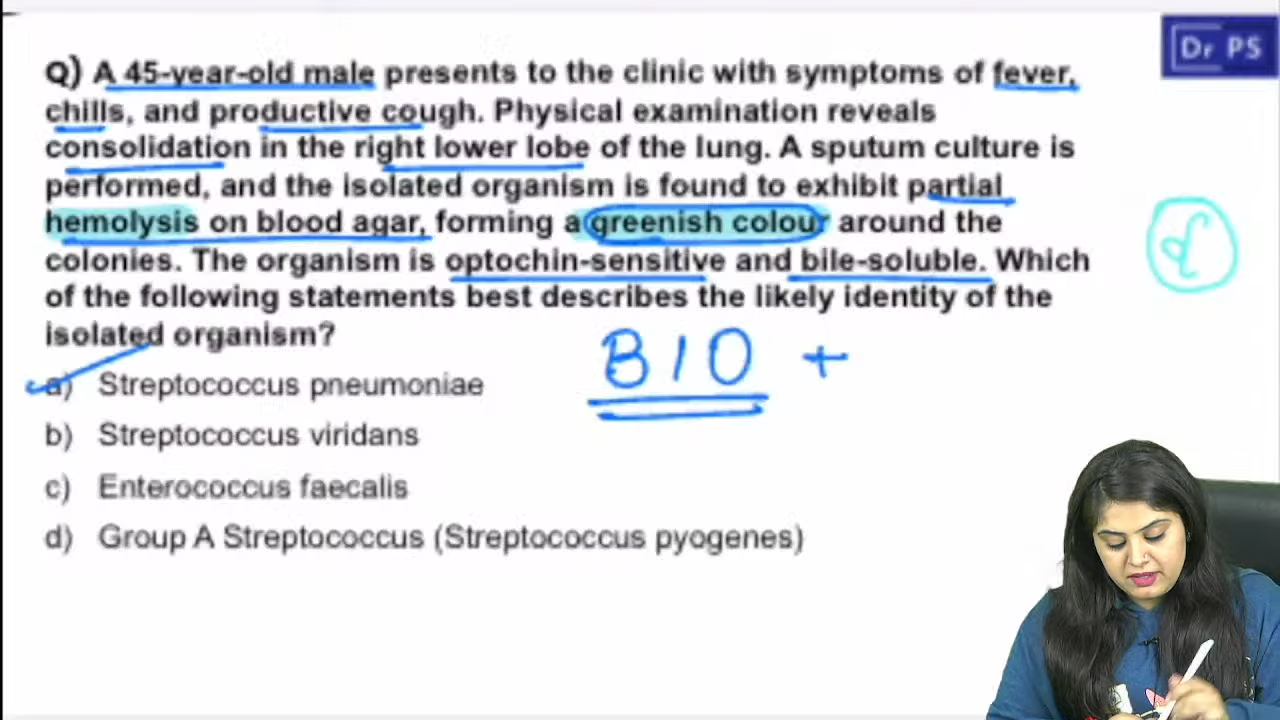 Dr PS
Q) A 45-year-old male presents to the clinic with symptoms of fever,
chills, and productive cough. Physical examination reveals
consolidation in the right lower lobe of the lung. A sputum culture is
performed, and the isolated organism is found to exhibit partial
hemolysis on blood agar, forming a greenish colour around the
colonies. The organism is optochin-sensitive and bile-soluble. Which
of the following statements best describes the likely identity of the
isolated organism?
B I O +
a) Streptococcus pneumoniae
b) Streptococcus viridans
c) Enterococcus faecalis
d) Group A Streptococcus (Streptococcus pyogenes)